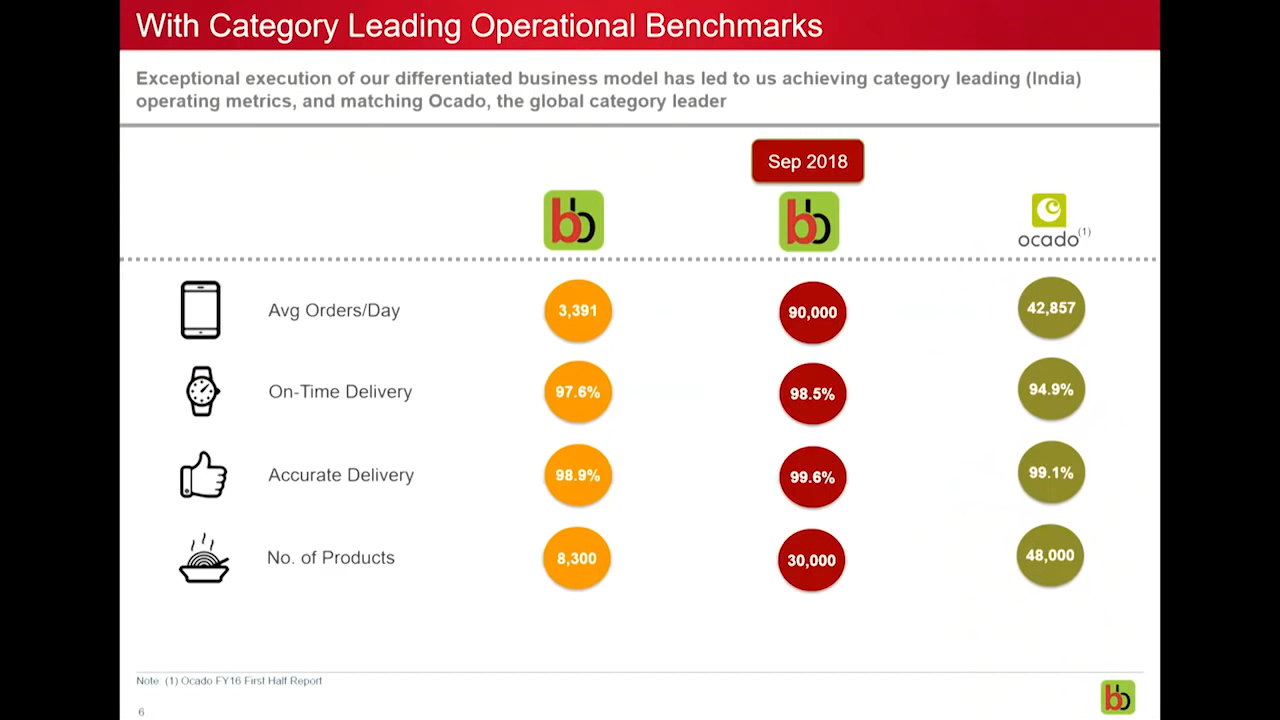 With Category Leading Operational Benchmarks
Exceptional execution of our differentiated business model has led to us achieving category leading (India)
operating metrics, and matching Ocado, the global category leader
Sep 2018
bb
bb
ocado(1)
Avg Orders/Day
3,391
90,000
42,857
On-Time Delivery
97.6%
98.5%
94.9%
Accurate Delivery
98.9%
99.6%
99.1%
No. of Products
8,300
30,000
48,000
Note: (1) Ocado FY16 First Half Report
6
bb